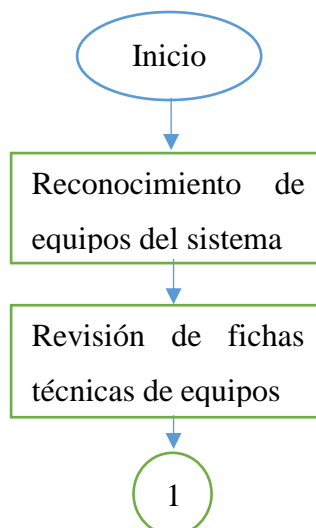 Inicio
Reconocimiento de
equipos del sistema
Revisión de fichas
técnicas de equipos
1